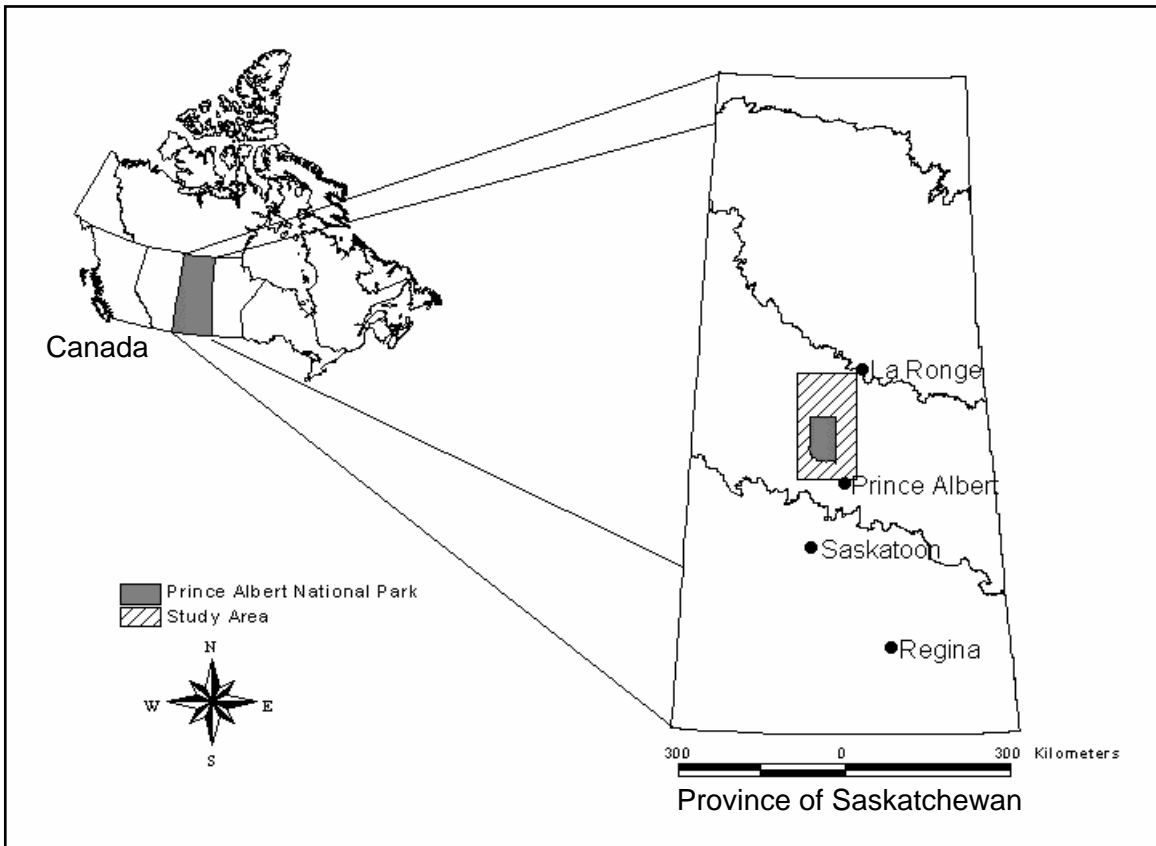 Canada
La Ronge
Prince Albert
Saskatoon
Regina
Prince Albert National Park
Study Area
N
W E
S
300 0 300 Kilometers
Province of Saskatchewan